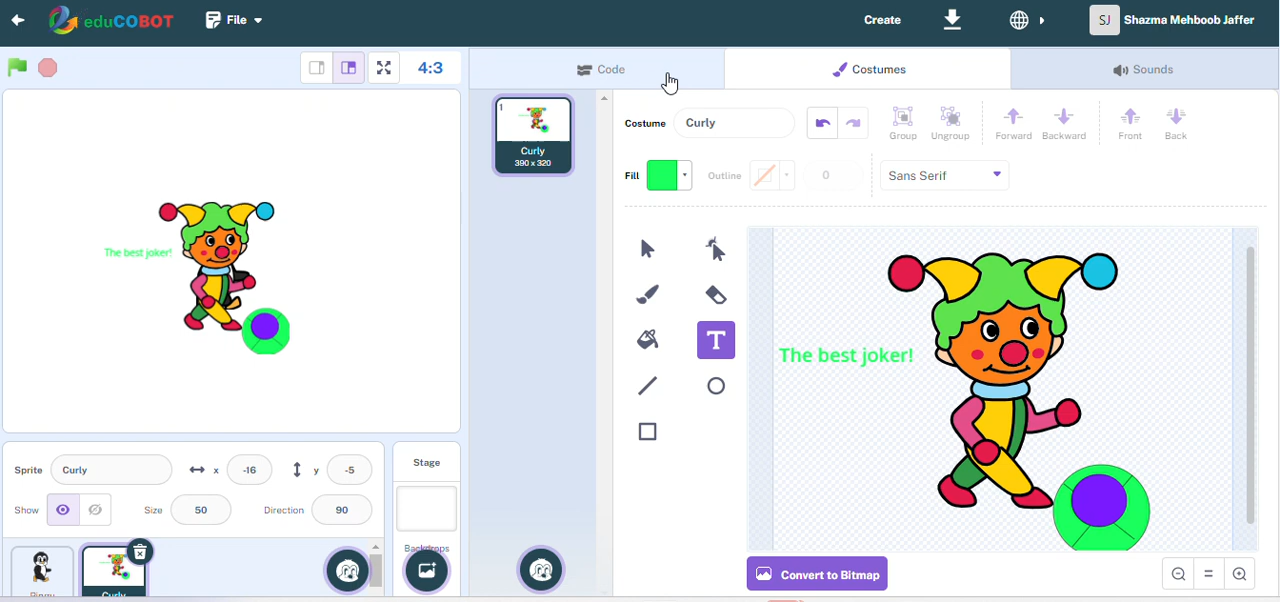 eduCOBOT File Create SJ Shazma Mehboob Jaffer
4:3 Code Costumes Sounds
1
Curly
390 x 320
Costume Curly Group Ungroup Forward Backward Front Back
Fill Outline 0 Sans Serif
T
The best joker!
The best joker!
Sprite Curly x -16 y -5
Show Size 50 Direction 90
Stage
Backdrops
Curly
Convert to Bitmap